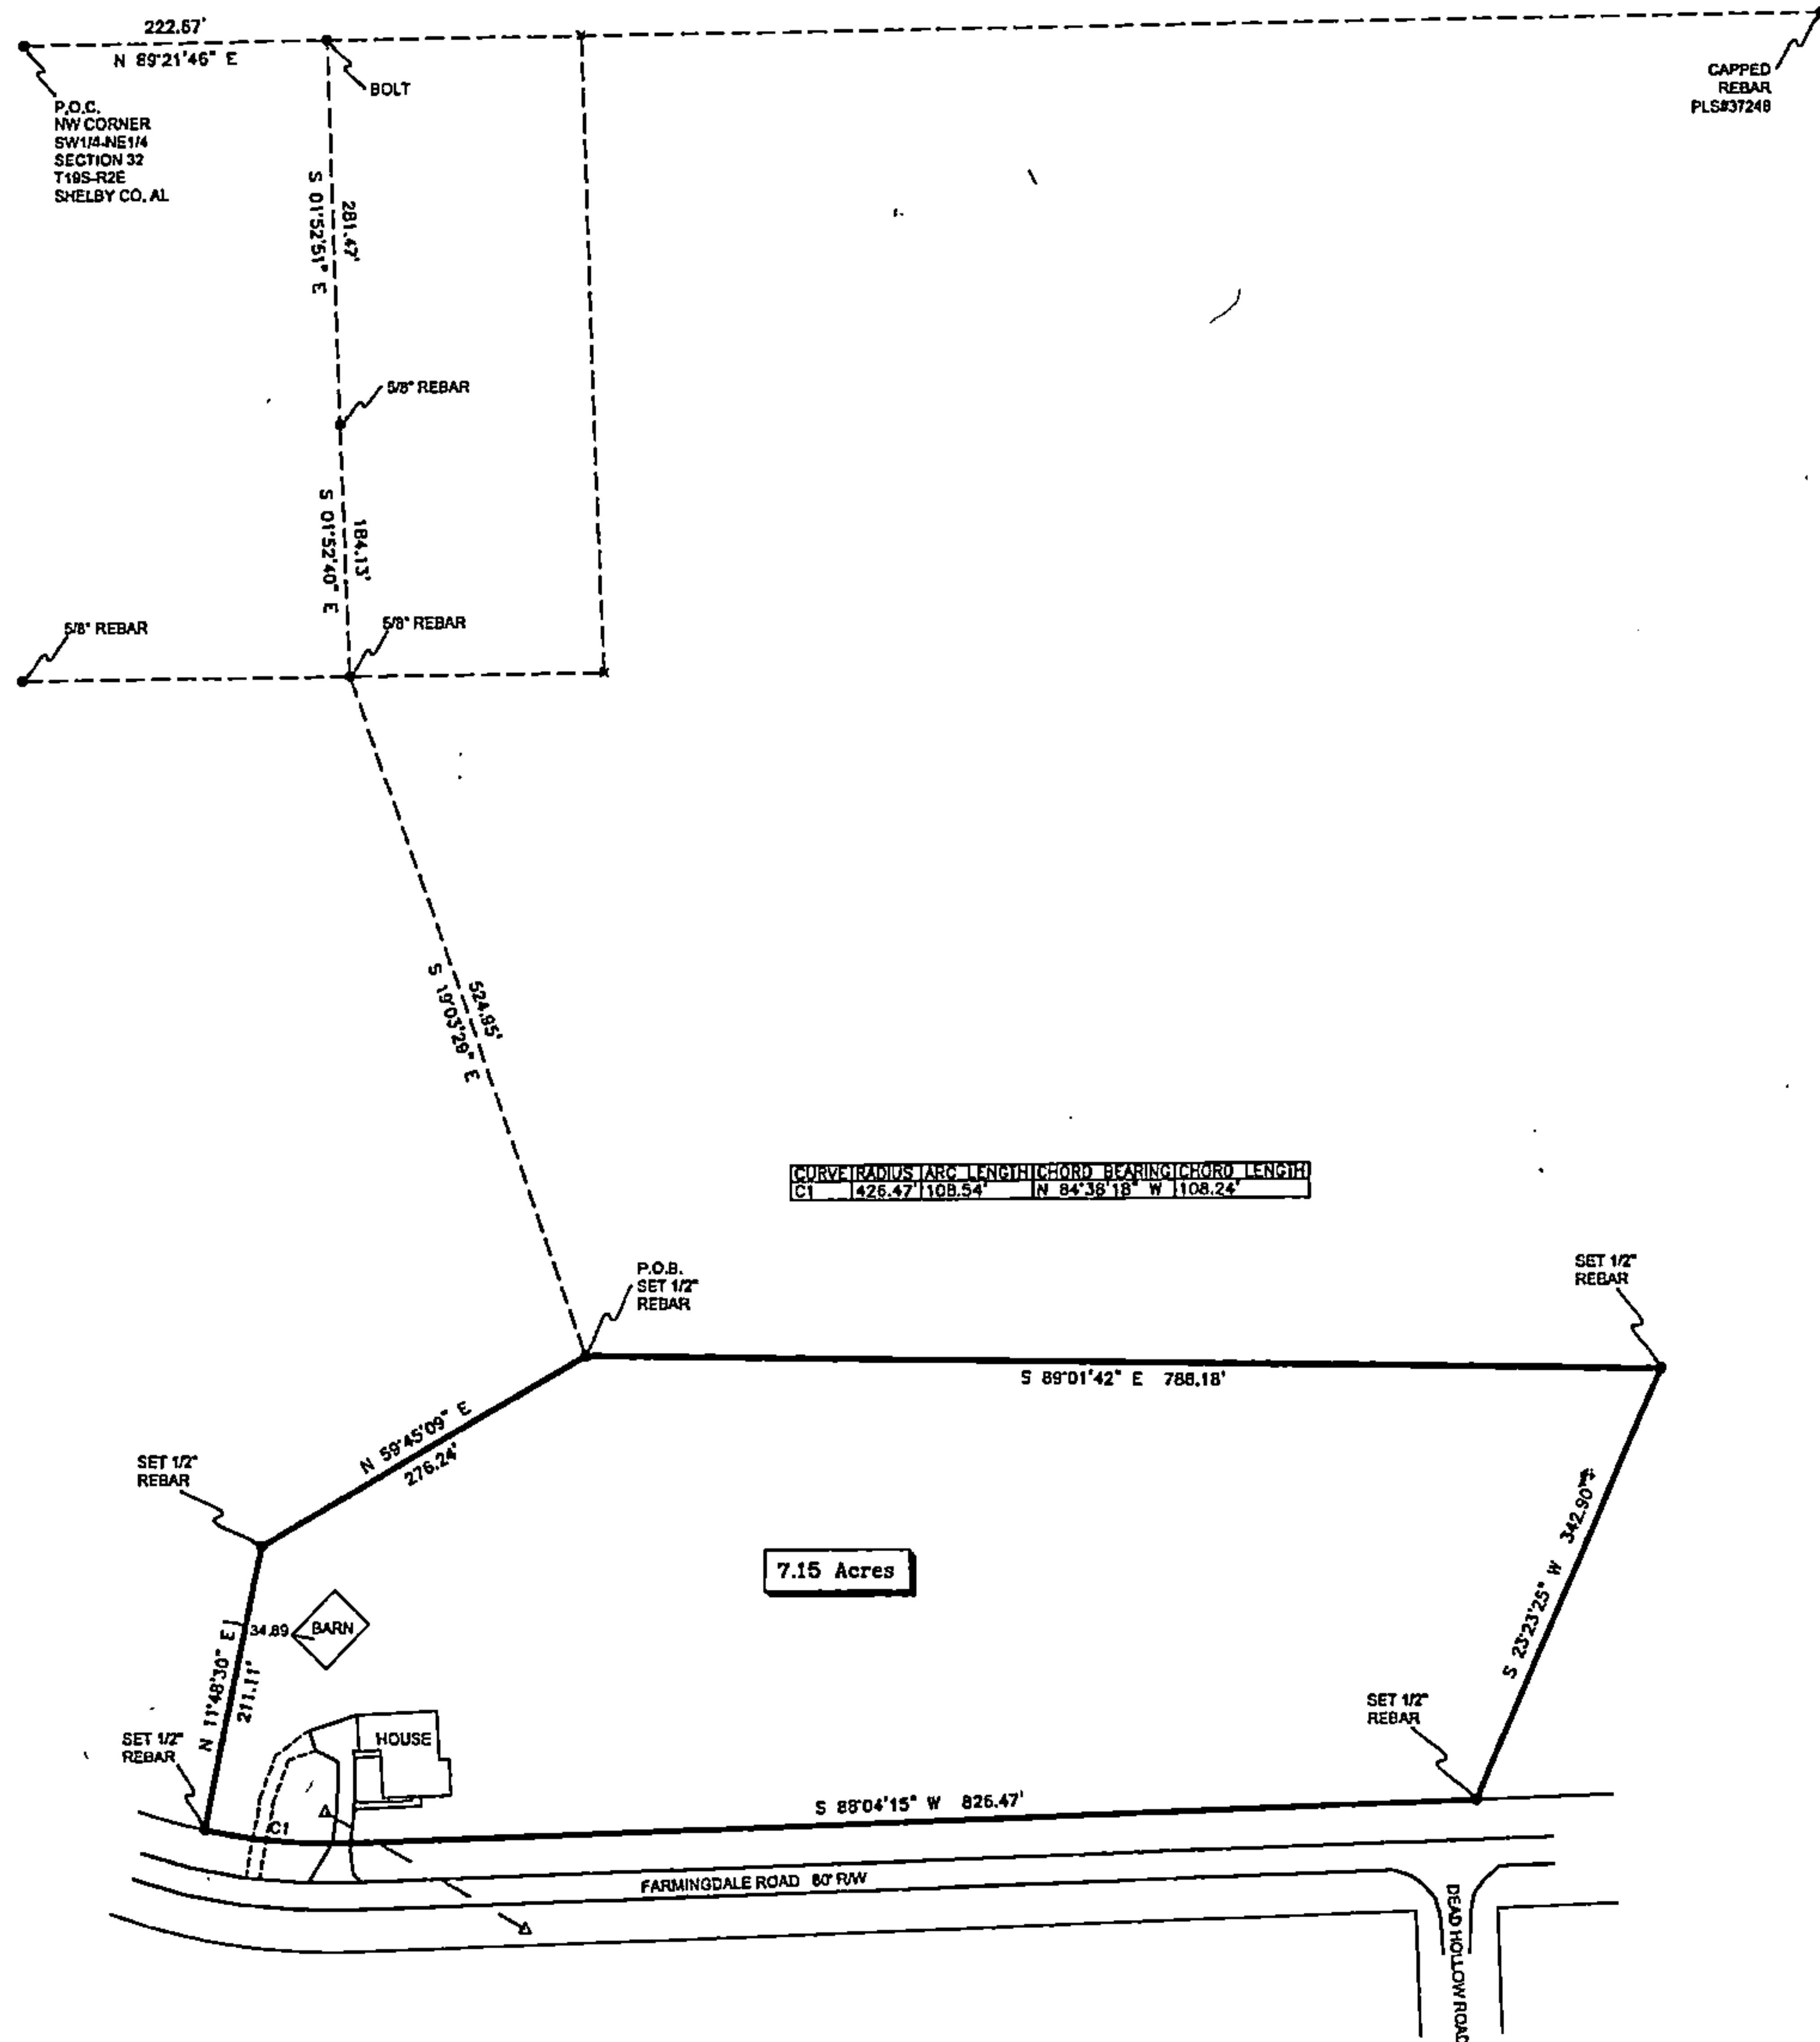 222.67'
N 89°21'46" E
BOLT
P.O.C.
NW CORNER
SW1/4-NE1/4
SECTION 32
T19S-R2E
SHELBY CO. AL
CAPPED
REBAR
PLS#37248
281.47'
S 01°52'51" E
5/8" REBAR
184.13'
S 01°52'40" E
5/8" REBAR
5/8" REBAR
524.85'
S 19°03'29" E
CURVE RADIUS ARC LENGTH CHORD BEARING CHORD LENGTH
C1 426.47' 108.54' N 84°38'18" W 108.24'
P.O.B.
SET 1/2"
REBAR
SET 1/2"
REBAR
S 89°01'42" E 788.18'
N 59°45'09" E
276.24'
SET 1/2"
REBAR
7.15 Acres
S 23°23'25" W 342.90'
34.89
BARN
N 11°48'30" E
211.11'
SET 1/2"
REBAR
HOUSE
SET 1/2"
REBAR
C1
S 88°04'15" W 826.47'
FARMINGDALE ROAD 80' R/W
DEAD HOLLOW ROAD